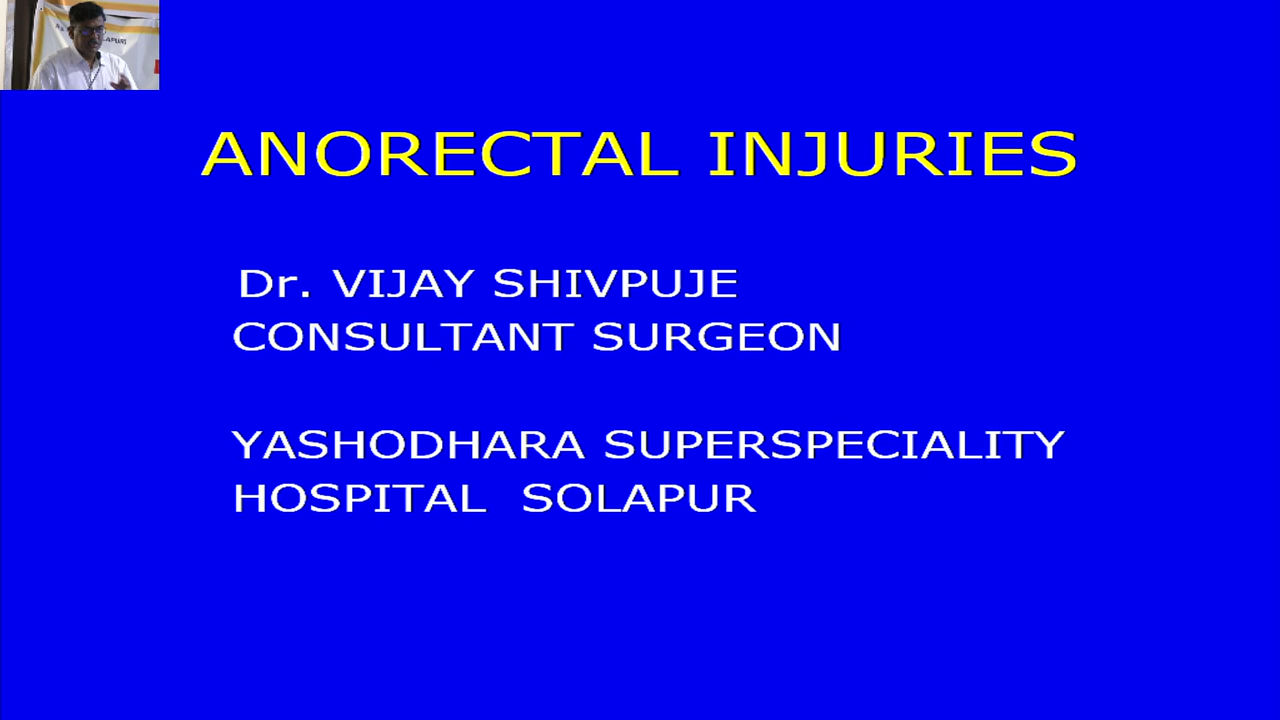 ANORECTAL INJURIES
Dr. VIJAY SHIVPUJE
CONSULTANT SURGEON
YASHODHARA SUPERSPECIALITY
HOSPITAL SOLAPUR